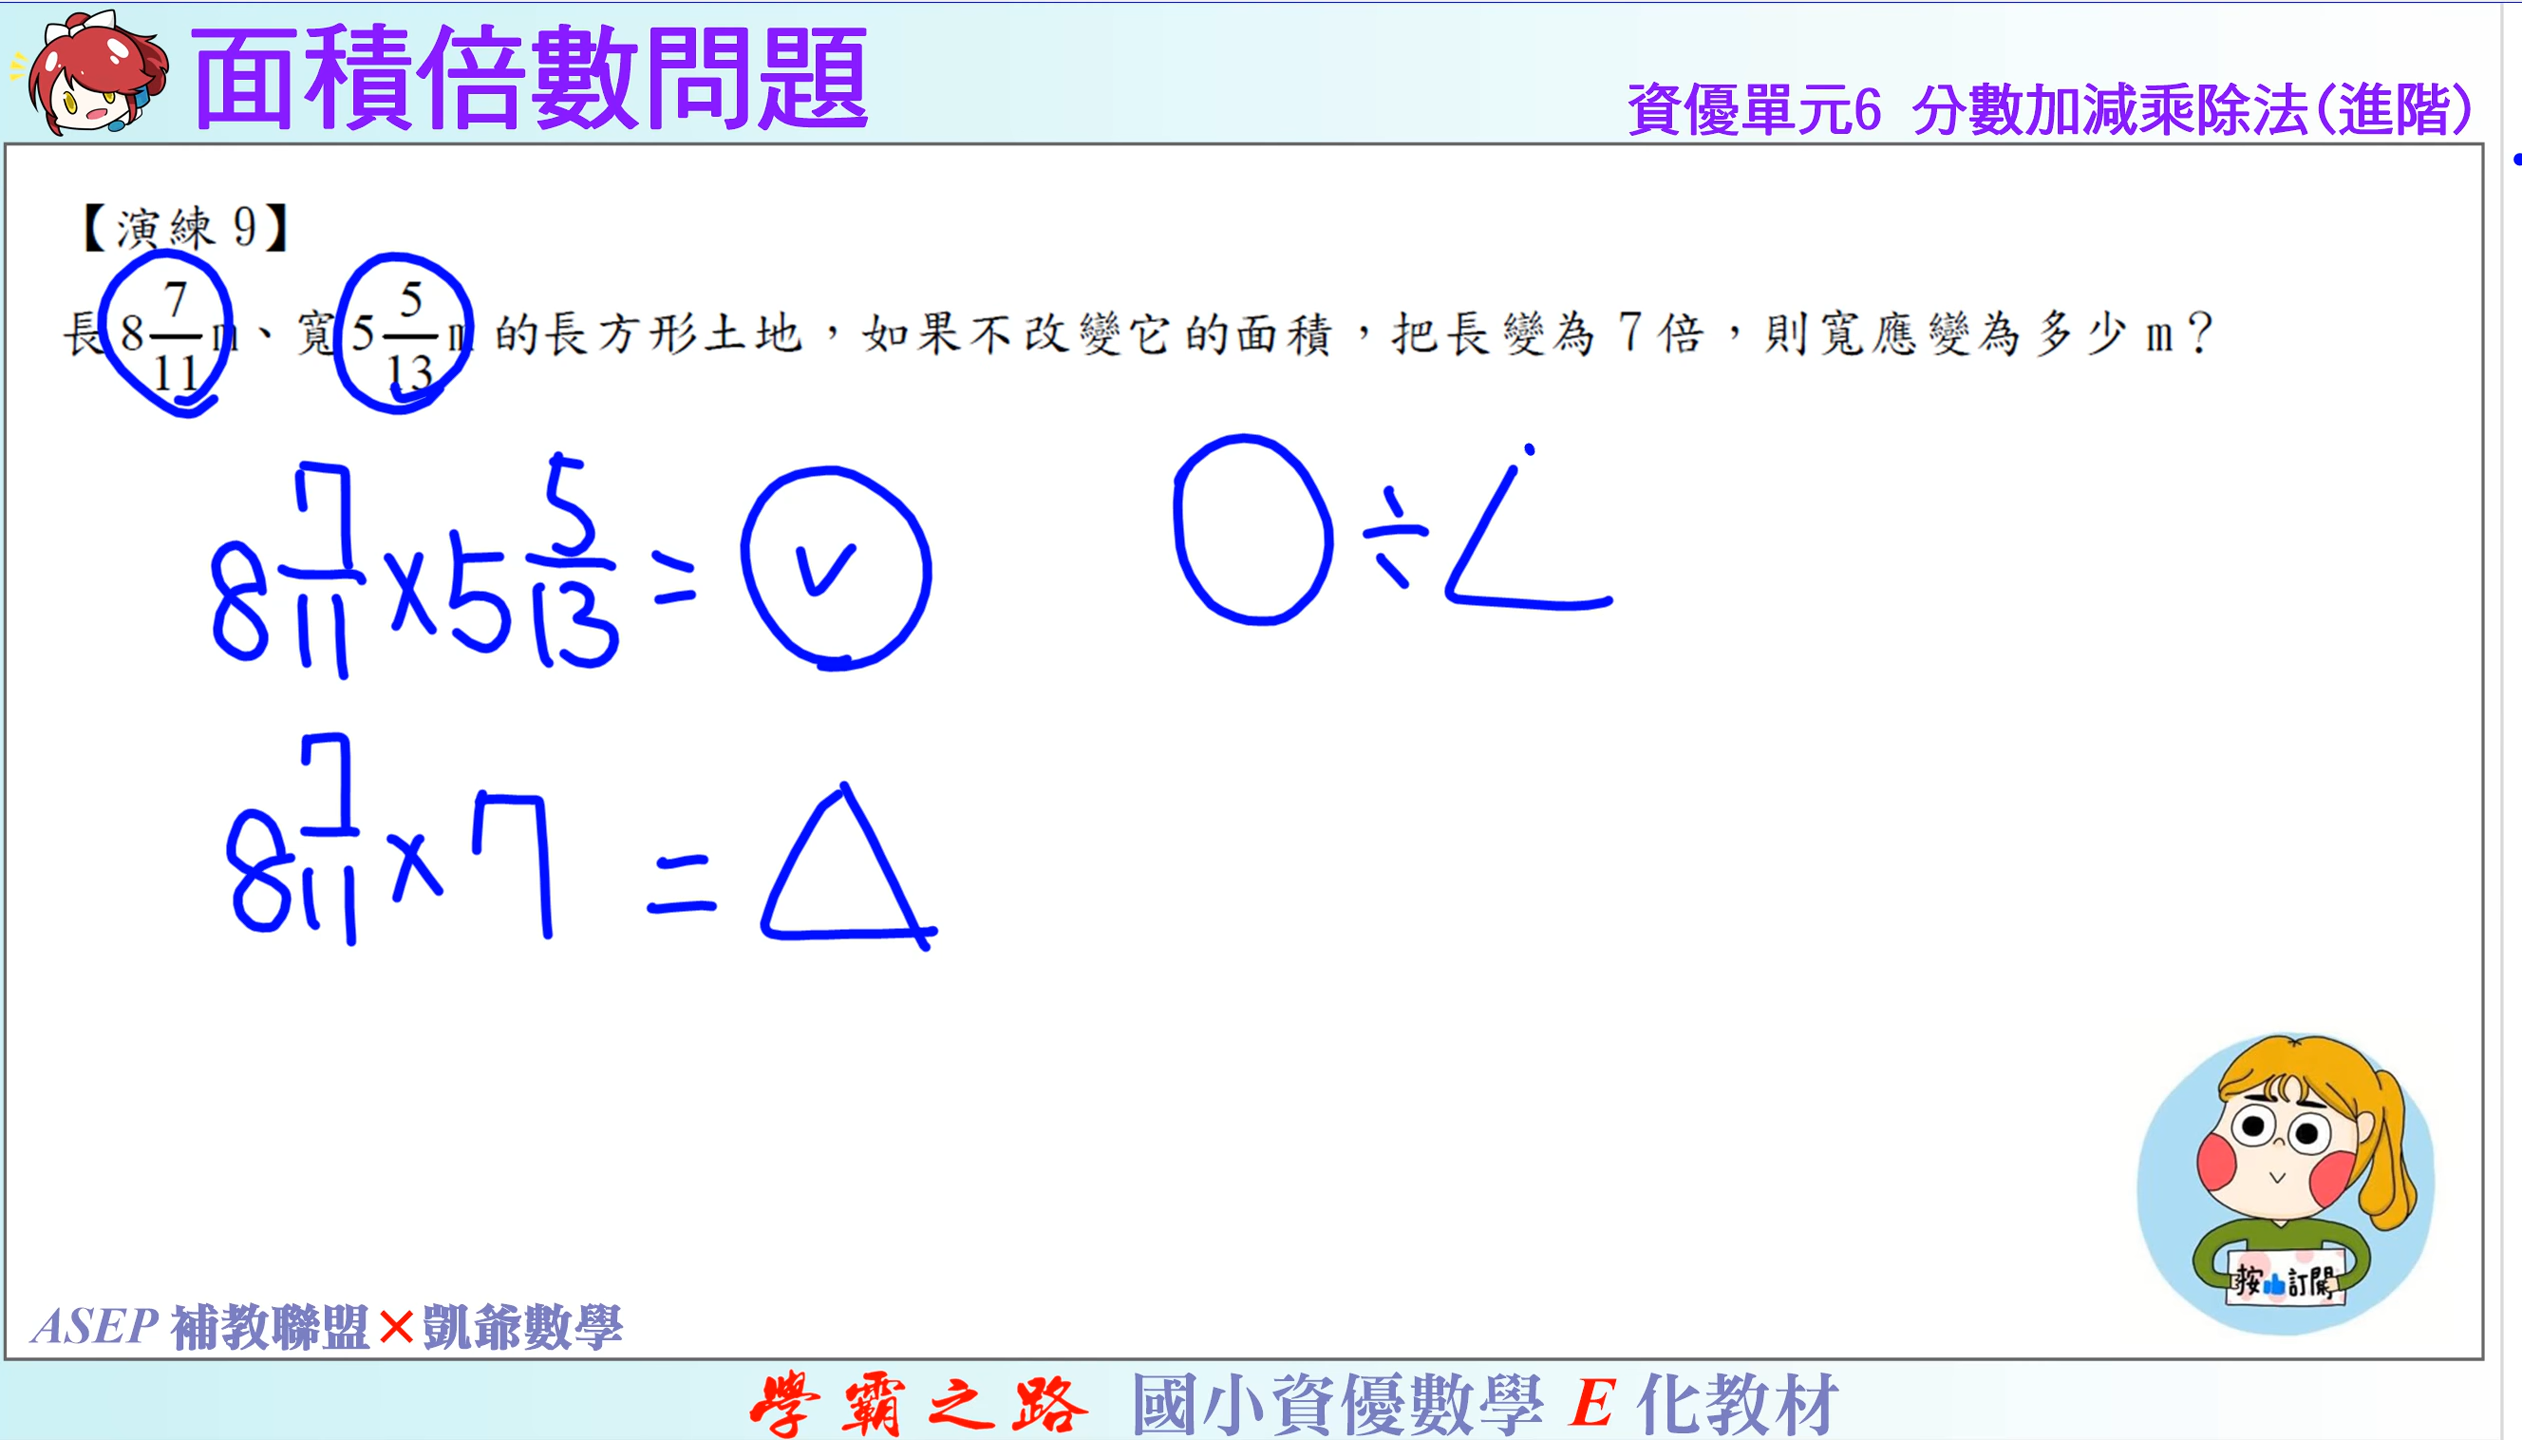 面積倍數問題
資優單元6 分數加減乘除法(進階)
【演練 9】
長 8 7/11 m、寬 5 5/13 m 的長方形土地,如果不改變它的面積,把長變為 7 倍,則寬應變為多少 m?
8 7/11 × 5 5/13 = ○ ÷
8 7/11 × 7 = △
按訂閱
ASEP 補教聯盟×凱爺數學
學霸之路 國小資優數學 E 化教材